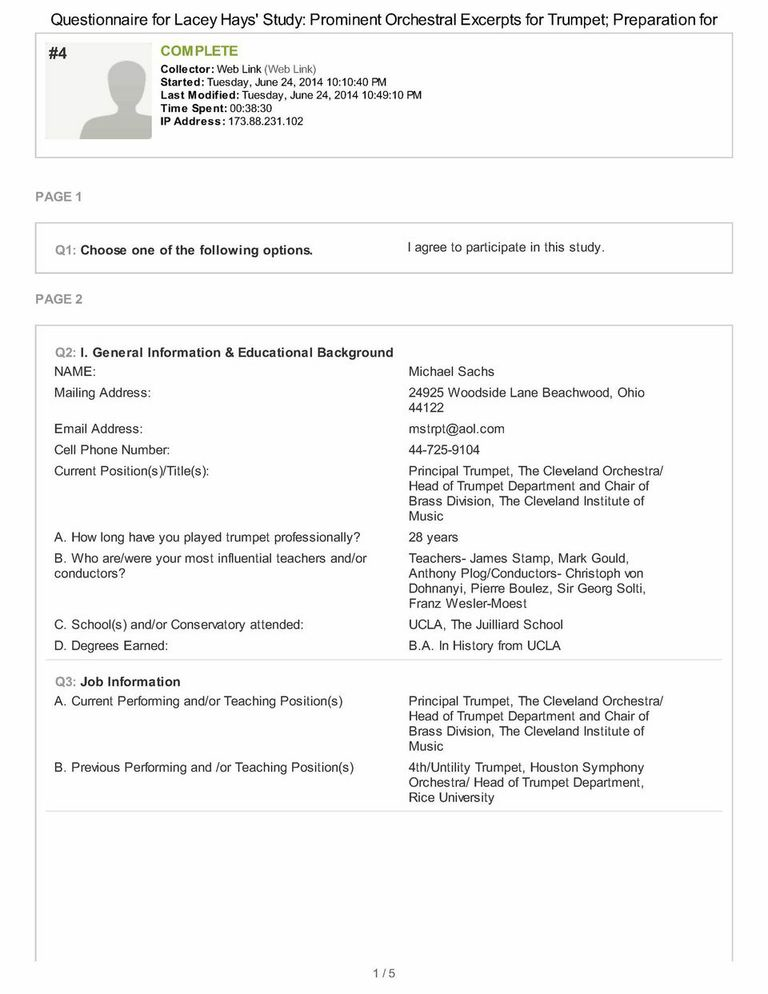 Questionnaire for Lacey Hays' Study: Prominent Orchestral Excerpts for Trumpet; Preparation for
#4
COMPLETE
Collector: Web Link (Web Link)
Started: Tuesday, June 24, 2014 10:10:40 PM
Last Modified: Tuesday, June 24, 2014 10:49:10 PM
Time Spent: 00:38:30
IP Address: 173.88.231.102
PAGE 1
Q1: Choose one of the following options.
I agree to participate in this study.
PAGE 2
Q2: I. General Information & Educational Background
NAME:
Michael Sachs
Mailing Address:
24925 Woodside Lane Beachwood, Ohio
44122
Email Address:
mstrpt@aol.com
Cell Phone Number:
44-725-9104
Current Position(s)/Title(s):
Principal Trumpet, The Cleveland Orchestra/
Head of Trumpet Department and Chair of
Brass Division, The Cleveland Institute of
Music
A. How long have you played trumpet professionally?
28 years
B. Who are/were your most influential teachers and/or
conductors?
Teachers- James Stamp, Mark Gould,
Anthony Plog/Conductors- Christoph von
Dohnanyi, Pierre Boulez, Sir Georg Solti,
Franz Wesler-Moest
C. School(s) and/or Conservatory attended:
UCLA, The Juilliard School
D. Degrees Earned:
B.A. In History from UCLA
Q3: Job Information
A. Current Performing and/or Teaching Position(s)
Principal Trumpet, The Cleveland Orchestra/
Head of Trumpet Department and Chair of
Brass Division, The Cleveland Institute of
Music
B. Previous Performing and /or Teaching Position(s)
4th/Untility Trumpet, Houston Symphony
Orchestra/ Head of Trumpet Department,
Rice University
1 / 5